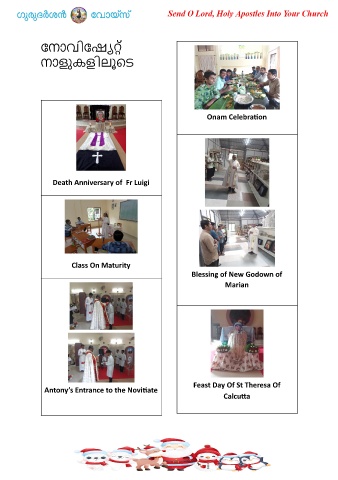 ഗുരുദർശൻ വോയ്സ്
Send O Lord, Holy Apostles Into Your Church
നോവിഷ്യേറ്റ്
നാളുകളിലൂടെ
Death Anniversary of Fr Luigi
Class On Maturity
Antony's Entrance to the Novitiate
Onam Celebration
Blessing of New Godown of
Marian
Feast Day Of St Theresa Of
Calcutta